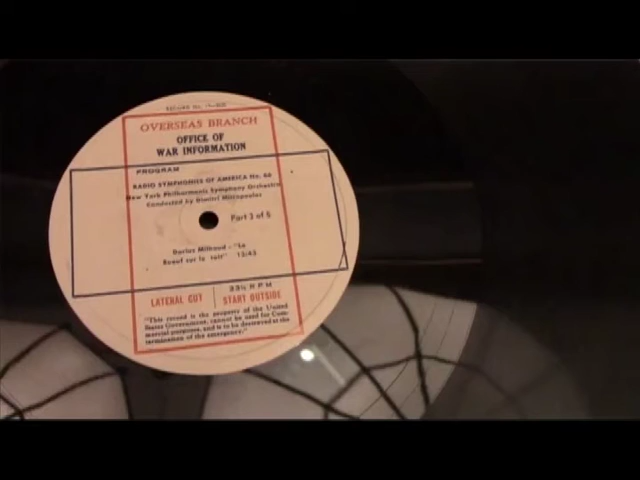 OVERSEAS BRANCH
OFFICE OF
WAR INFORMATION
PROGRAM
RADIO SYMPHONIES OF AMERICA No. 66
New York Philharmonic Symphony Orchestra
Conducted by Dimitri Mitropoulos
Part 3 of 5
Darius Milhaud - "Le
Boeuf sur le toit" 15:45
33⅓ R P M
LATERAL CUT START OUTSIDE
"This record is the property of the United
States Government, cannot be used for Com-
mercial purposes, and is to be destroyed at the
termination of the emergency."